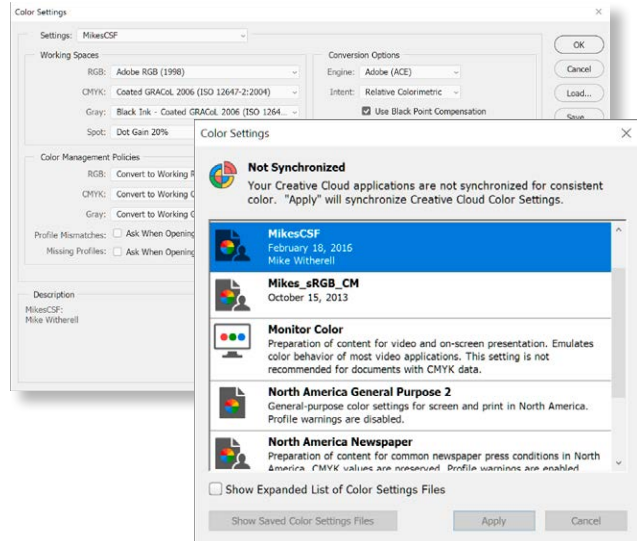 Color Settings
Settings: MikesCSF
Working Spaces
RGB: Adobe RGB (1998)
CMYK: Coated GRACoL 2006 (ISO 12647-2:2004)
Gray: Black Ink - Coated GRACoL 2006 (ISO 1264...
Spot: Dot Gain 20%
Conversion Options
Engine: Adobe (ACE)
Intent: Relative Colorimetric
Use Black Point Compensation
OK
Cancel
Load...
Save...
Color Management Policies
RGB: Convert to Working
CMYK: Convert to Working
Gray: Convert to Working
Profile Mismatches: Ask When Opening
Missing Profiles: Ask When Opening
Description
MikesCSF:
Mike Witherell
Color Settings
Not Synchronized
Your Creative Cloud applications are not synchronized for consistent
color. "Apply" will synchronize Creative Cloud Color Settings.
MikesCSF
February 18, 2016
Mike Witherell
Mikes_sRGB_CM
October 15, 2013
Monitor Color
Preparation of content for video and on-screen presentation. Emulates
color behavior of most video applications. This setting is not
recommended for documents with CMYK data.
North America General Purpose 2
General-purpose color settings for screen and print in North America.
Profile warnings are disabled.
North America Newspaper
Preparation of content for common newspaper press conditions in North
America. CMYK values are preserved. Profile warnings are enabled
Show Expanded List of Color Settings Files
Show Saved Color Settings Files
Apply
Cancel